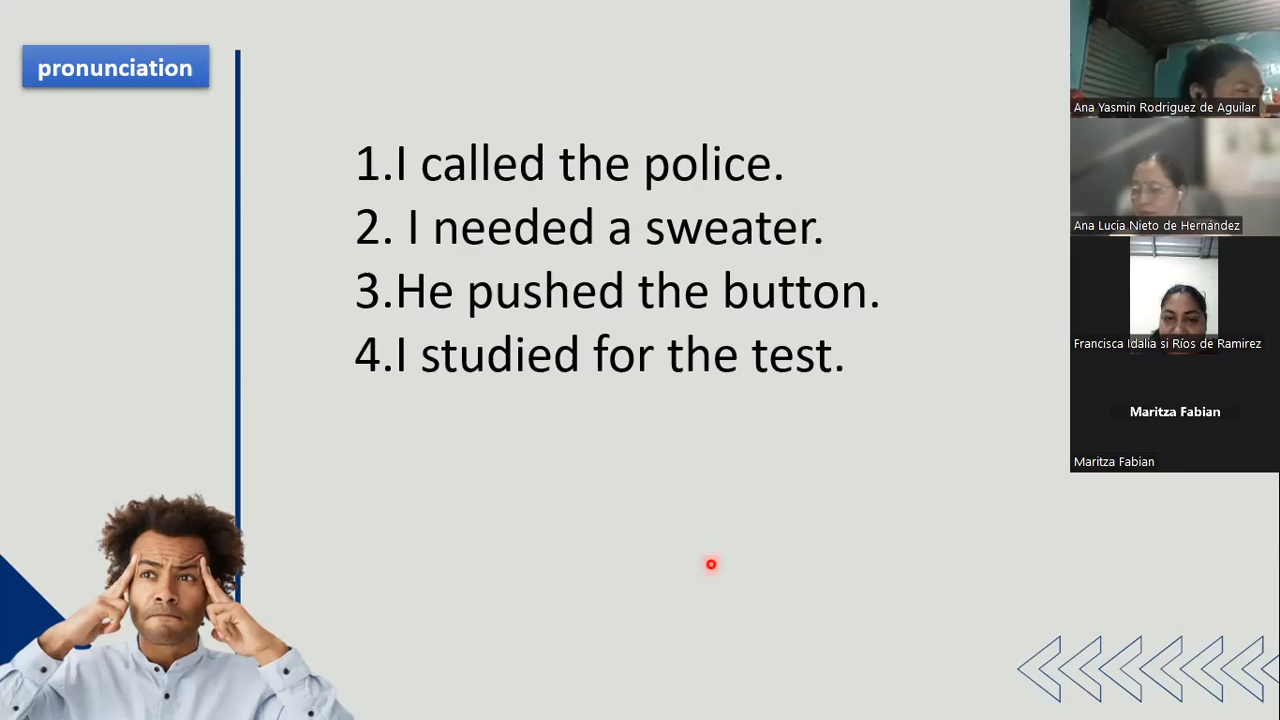 pronunciation
1.I called the police.
2. I needed a sweater.
3.He pushed the button.
4.I studied for the test.
Ana Yasmin Rodriguez de Aguilar
Ana Lucia Nieto de Hernández
Francisca Idalia si Ríos de Ramirez
Maritza Fabian
Maritza Fabian